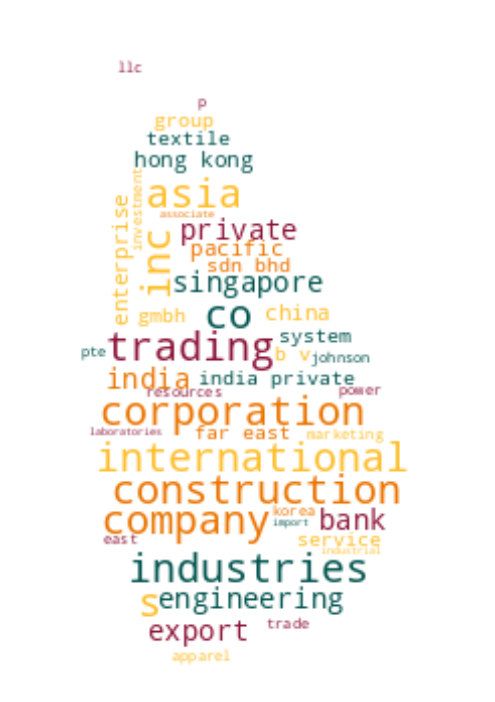 llc
p
group
textile
hong kong
investment
asia
associate
enterprise
inc
private
pacific
sdn bhd
singapore
gmbh
co
china
system
pte
trading
b v
johnson
india
india private
resources
power
corporation
laboratories
far east
marketing
international
construction
company
korea
import
bank
east
service
industrial
industries
s
engineering
export
trade
apparel